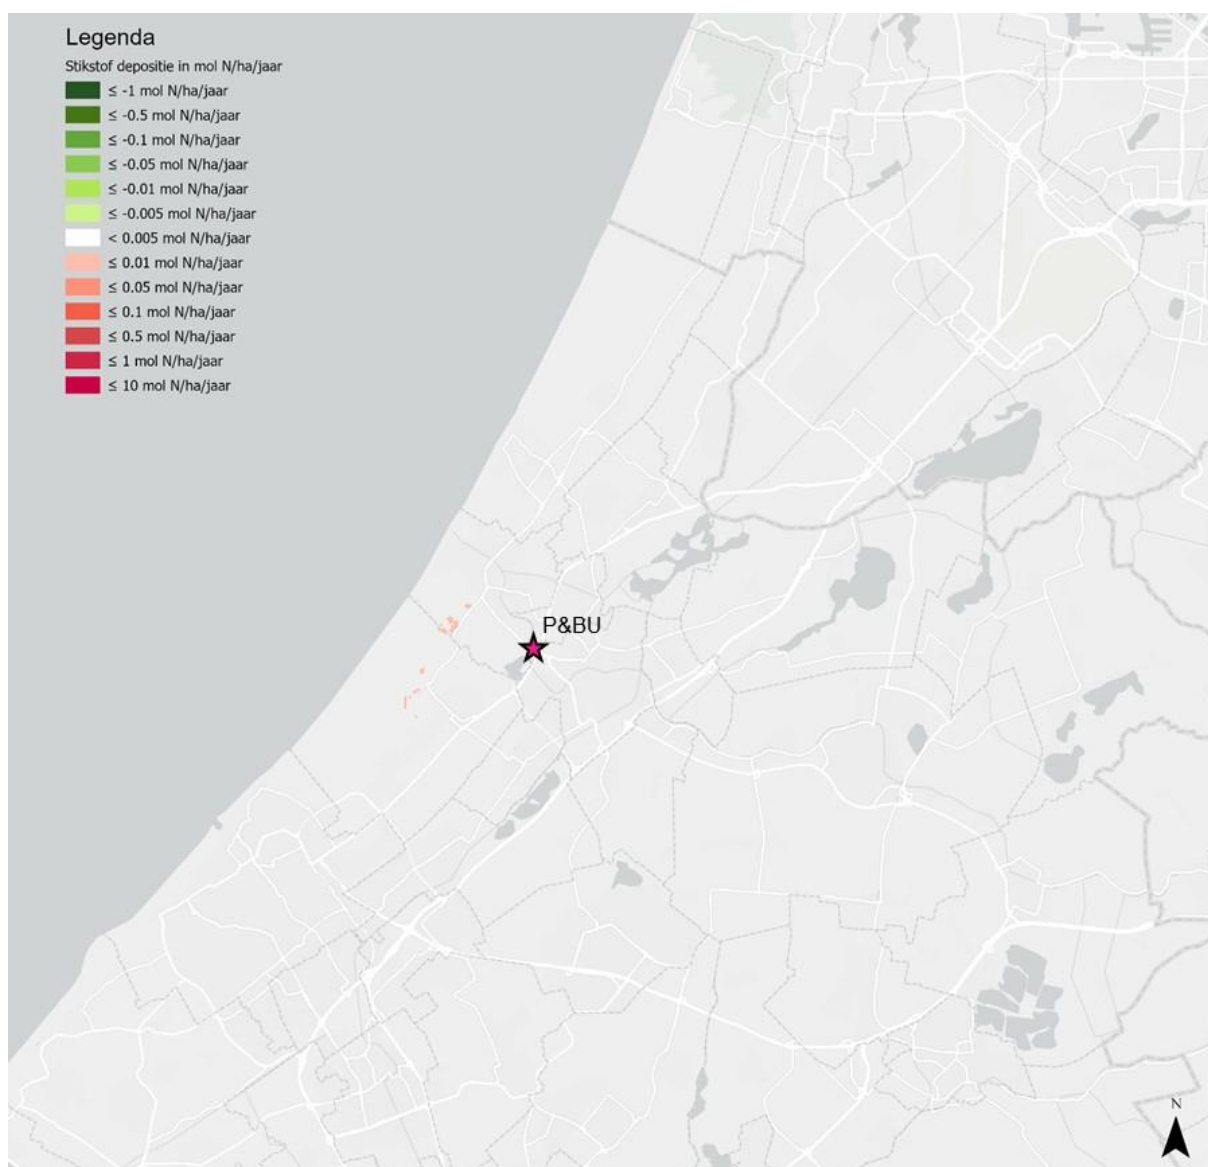 Legenda
Stikstof depositie in mol N/ha/jaar
≤ -1 mol N/ha/jaar
≤ -0.5 mol N/ha/jaar
≤ -0.1 mol N/ha/jaar
≤ -0.05 mol N/ha/jaar
≤ -0.01 mol N/ha/jaar
≤ -0.005 mol N/ha/jaar
< 0.005 mol N/ha/jaar
≤ 0.01 mol N/ha/jaar
≤ 0.05 mol N/ha/jaar
≤ 0.1 mol N/ha/jaar
≤ 0.5 mol N/ha/jaar
≤ 1 mol N/ha/jaar
≤ 10 mol N/ha/jaar
P&BU
N